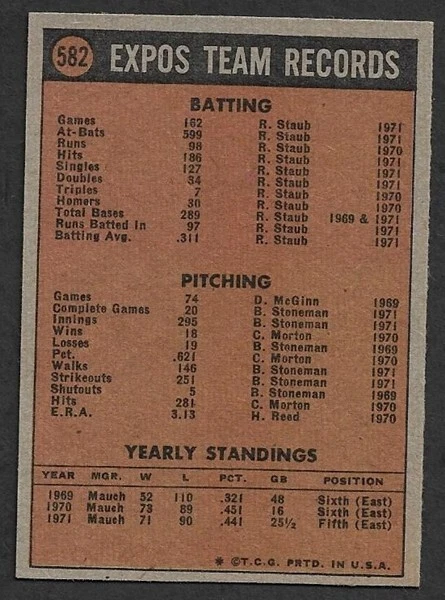 582 EXPOS TEAM RECORDS
BATTING
Games 162 R. Staub 1971
At-Bats 599 R. Staub 1971
Runs 98 R. Staub 1970
Hits 186 R. Staub 1971
Singles 127 R. Staub 1971
Doubles 34 R. Staub 1971
Triples 7 R. Staub 1970
Homers 30 R. Staub 1970
Total Bases 289 R. Staub 1969 & 1971
Runs Batted In 97 R. Staub 1971
Batting Avg. .311 R. Staub 1971
PITCHING
Games 74 D. McGinn 1969
Complete Games 20 B. Stoneman 1971
Innings 295 B. Stoneman 1971
Wins 18 C. Morton 1970
Losses 19 B. Stoneman 1969
Pct. .621 C. Morton 1970
Walks 146 B. Stoneman 1971
Strikeouts 251 B. Stoneman 1971
Shutouts 5 B. Stoneman 1969
Hits 281 C. Morton 1970
E.R.A. 3.13 H. Reed 1970
YEARLY STANDINGS
YEAR MGR. W L PCT. GB POSITION
1969 Mauch 52 110 .321 48 Sixth (East)
1970 Mauch 73 89 .451 16 Sixth (East)
1971 Mauch 71 90 .441 25½ Fifth (East)
* ©T.C.G. PRTD. IN U.S.A.